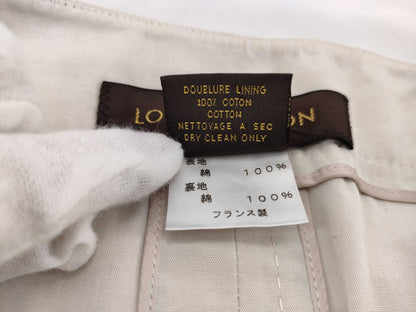 LO ON
DOUBLURE LINING
100% COTON
COTTON
NETTOYAGE A SEC
DRY CLEAN ONLY
表地
綿 100%
裏地
綿 100%
フランス製